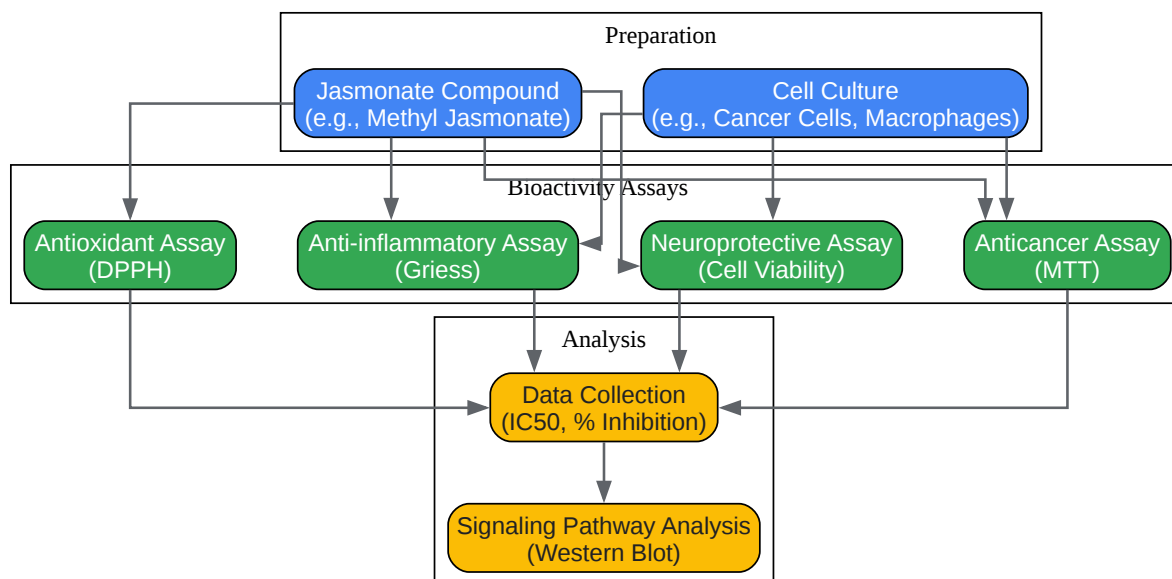 Preparation
Jasmonate Compound
(e.g., Methyl Jasmonate)
Cell Culture
(e.g., Cancer Cells, Macrophages)
Bioactivity Assays
Antioxidant Assay
(DPPH)
Anti-inflammatory Assay
(Griess)
Neuroprotective Assay
(Cell Viability)
Anticancer Assay
(MTT)
Analysis
Data Collection
(IC50, % Inhibition)
Signaling Pathway Analysis
(Western Blot)